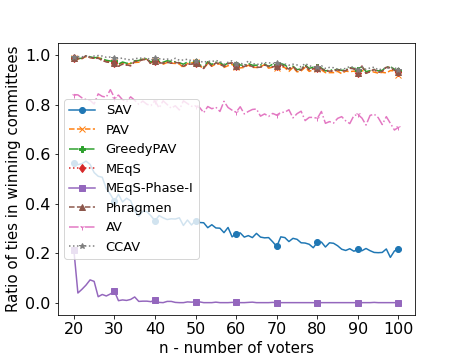 Ratio of ties in winning committees
1.0
0.8
0.6
0.4
0.2
0.0
SAV
PAV
GreedyPAV
MEqS
MEqS-Phase-I
Phragmen
AV
CCAV
20 30 40 50 60 70 80 90 100
n - number of voters